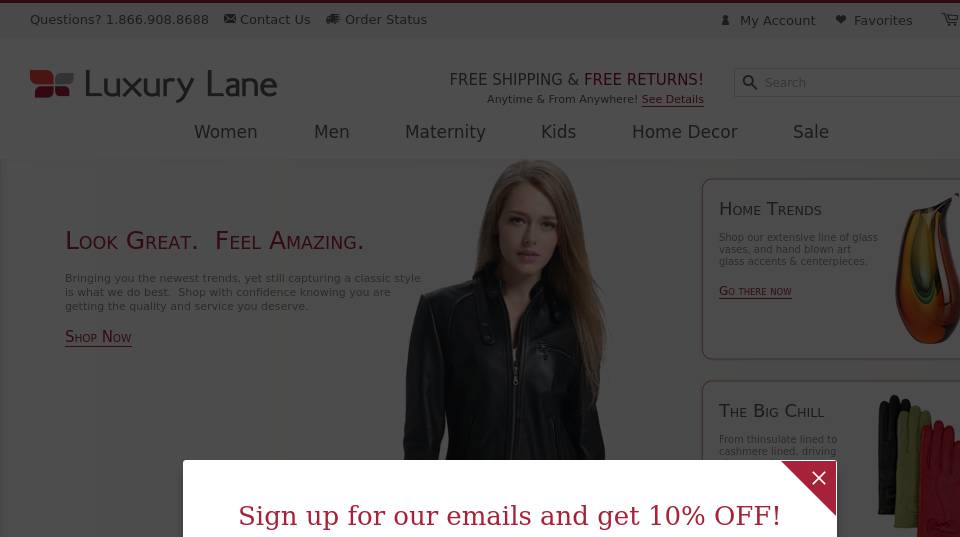 Questions? 1.866.908.8688 Contact Us Order Status
My Account Favorites
Luxury Lane
FREE SHIPPING & FREE RETURNS!
Anytime & From Anywhere! See Details
Search
Women Men Maternity Kids Home Decor Sale
Look Great. Feel Amazing.
Bringing you the newest trends, yet still capturing a classic style
is what we do best. Shop with confidence knowing you are
getting the quality and service you deserve.
Shop Now
Home Trends
Shop our extensive line of glass
vases, and hand blown art
glass accents & centerpieces.
Go there now
The Big Chill
From thinsulate lined to
cashmere lined, driving
Sign up for our emails and get 10% OFF!